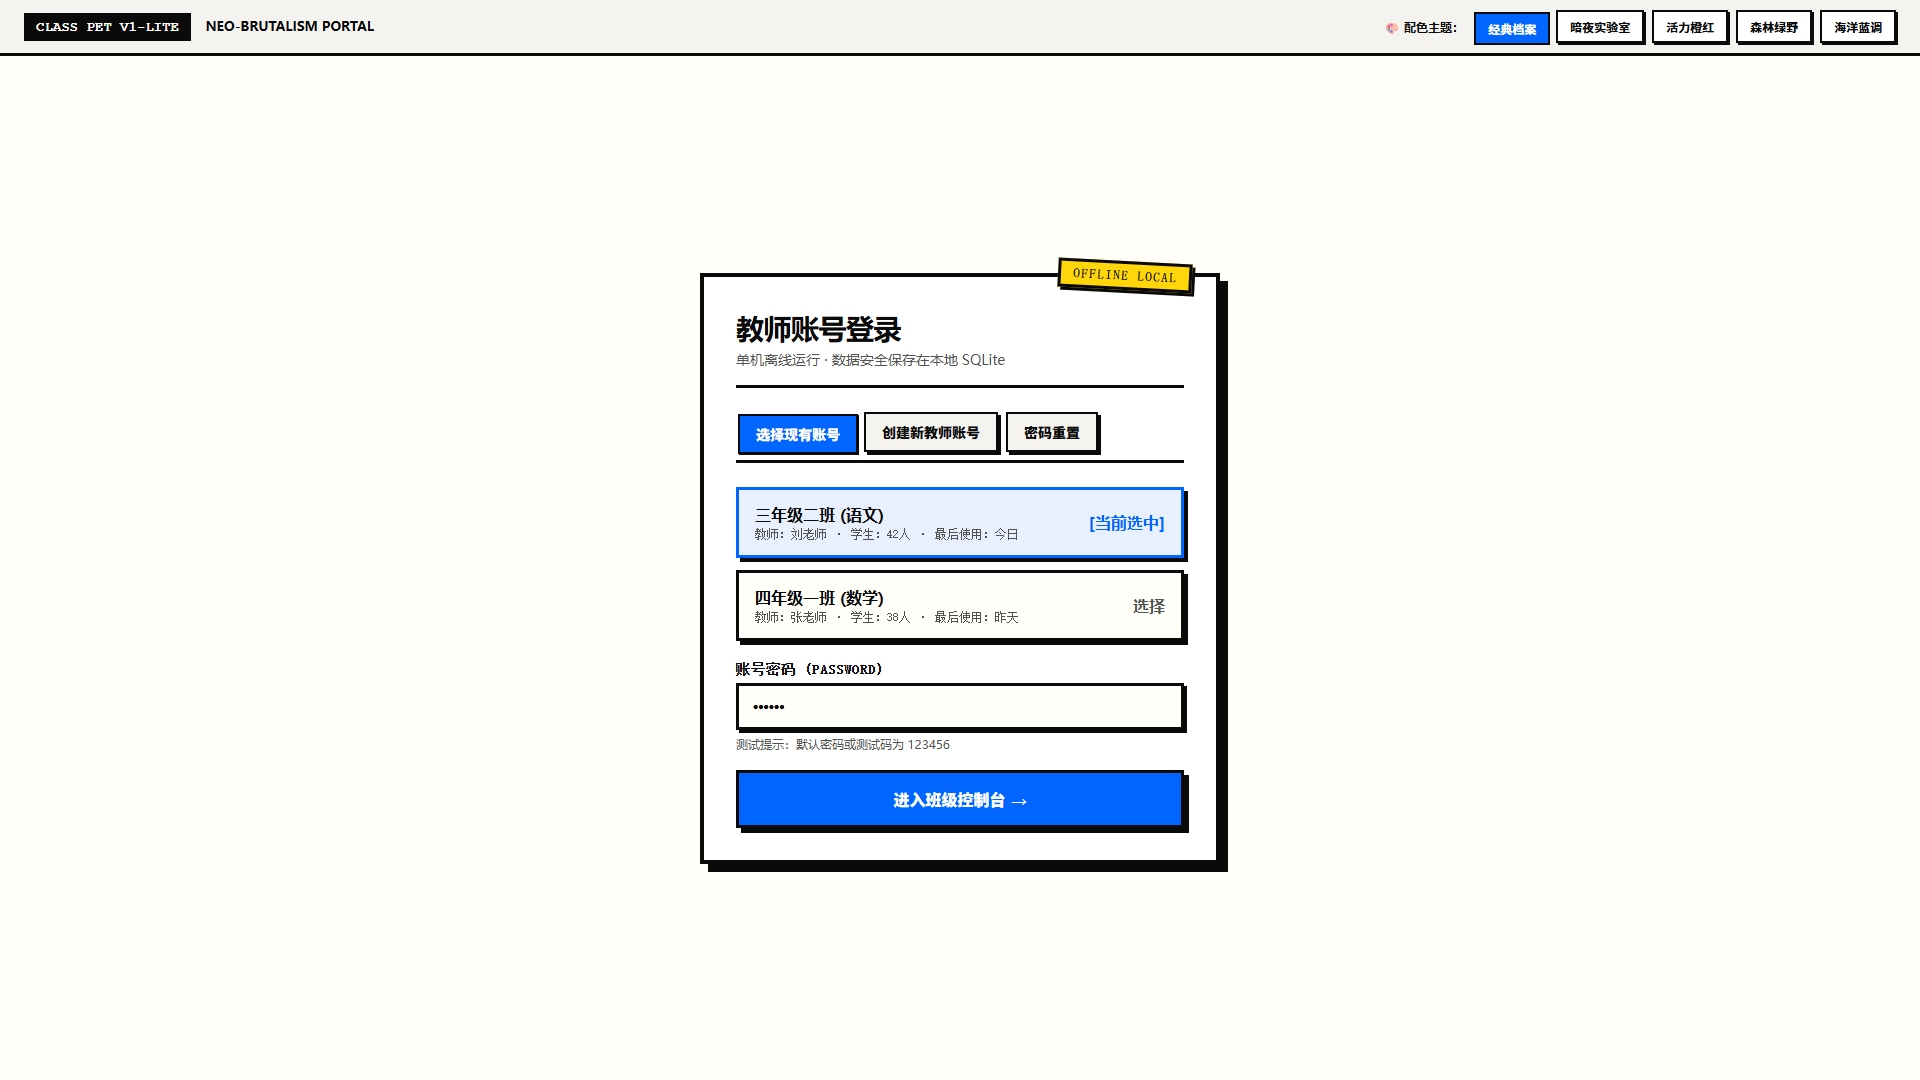 CLASS PET V1-LITE
NEO-BRUTALISM PORTAL
配色主题：
经典档案
暗夜实验室
活力橙红
森林绿野
海洋蓝调
OFFLINE LOCAL
教师账号登录
单机离线运行 · 数据安全保存在本地 SQLite
选择现有账号
创建新教师账号
密码重置
三年级二班 (语文)
教师：刘老师 · 学生：42人 · 最后使用：今日
[当前选中]
四年级一班 (数学)
教师：张老师 · 学生：38人 · 最后使用：昨天
选择
账号密码 (PASSWORD)
••••••
测试提示：默认密码或测试码为 123456
进入班级控制台 →